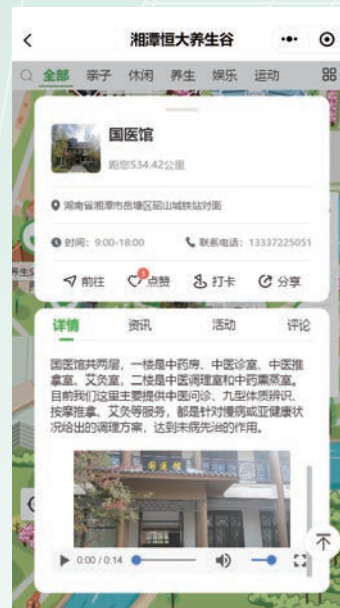 湘潭恒大养生谷
全部 亲子 休闲 养生 娱乐 运动
国医馆
距您534.42公里
湖南省湘潭市岳塘区昭山城铁站对面
时间：9:00-18:00 联系电话：13337225051
前往 点赞 3 打卡 分享
详情 资讯 活动 评论
国医馆共两层，一楼是中药房、中医诊室、中医推
拿室、艾灸室，二楼是中医调理室和中药熏蒸室。
目前我们这里主要提供中医问诊、九型体质辨识、
按摩推拿、艾灸等服务，都是针对慢病或亚健康状
况给出的调理方案，达到未病先治的作用。
国医馆
0:00 / 0:14